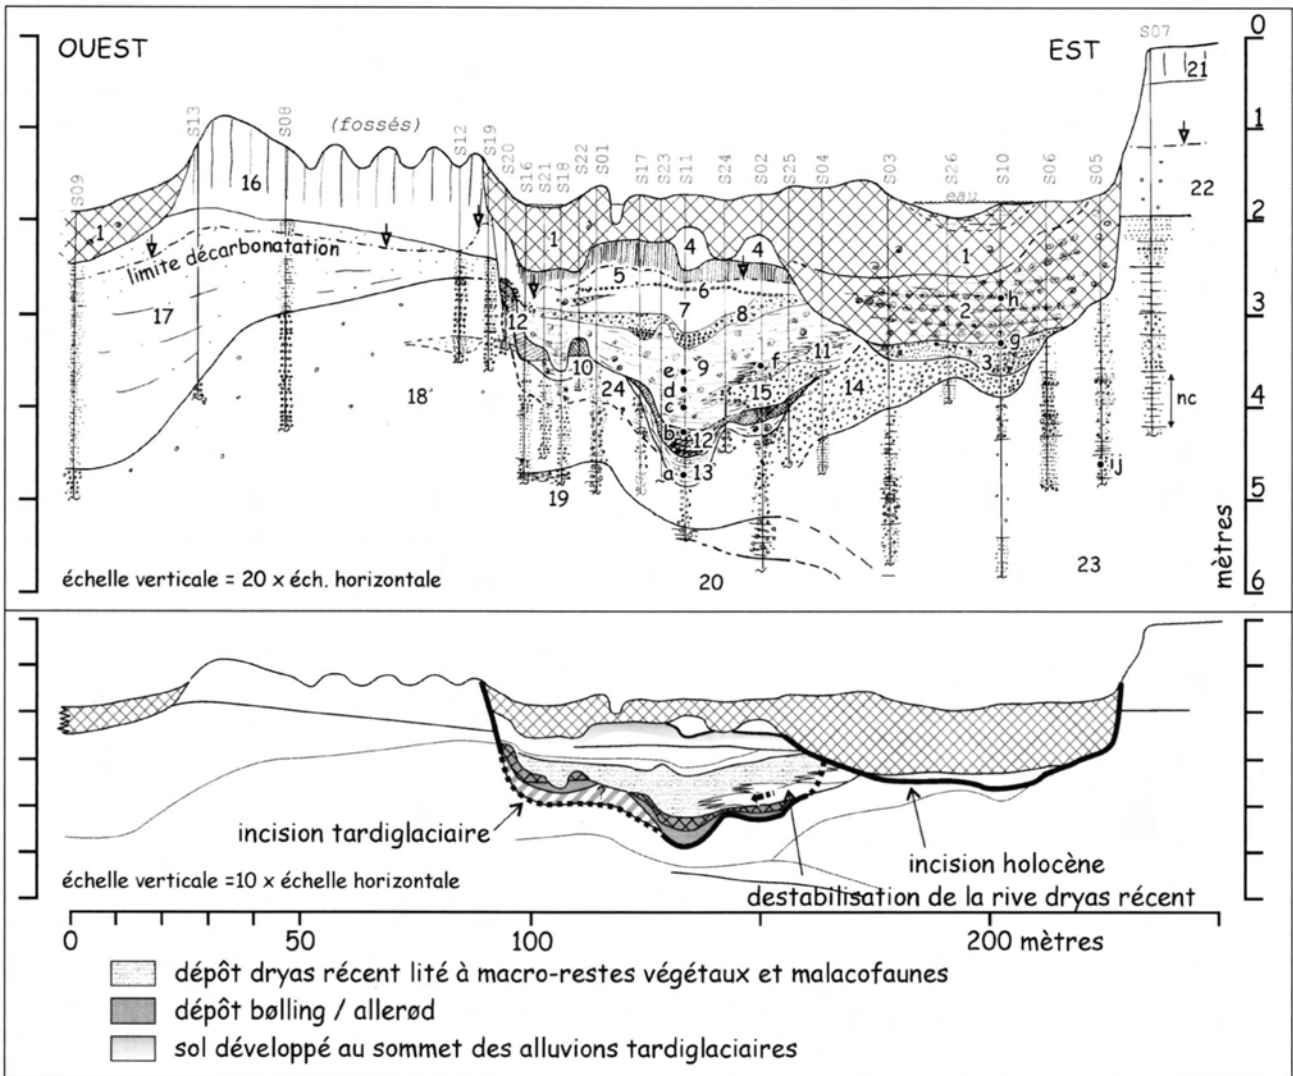 OUEST
EST
S07
0
21
S13
S08
(fossés)
S12
S19
S20
S16
S21
S18
S22
S01
S17
S23
S11
S24
S02
S25
S04
S03
S26
S10
S06
S05
1
S09
16
22
eau
2
1
1
4
4
1
limite décarbonatation
5
6
7
8
h
2
3
17
12
g
10
9
f
11
3
e
24
15
14
18
d
nc
c
4
b
12
a
13
ij
19
5
mètres
20
23
6
échelle verticale = 20 x éch. horizontale
?
incision tardiglaciaire
incision holocène
échelle verticale =10 x échelle horizontale
destabilisation de la rive dryas récent
0
50
100
200 mètres
dépôt dryas récent lité à macro-restes végétaux et malacofaunes
dépôt bølling / allerød
sol développé au sommet des alluvions tardiglaciaires